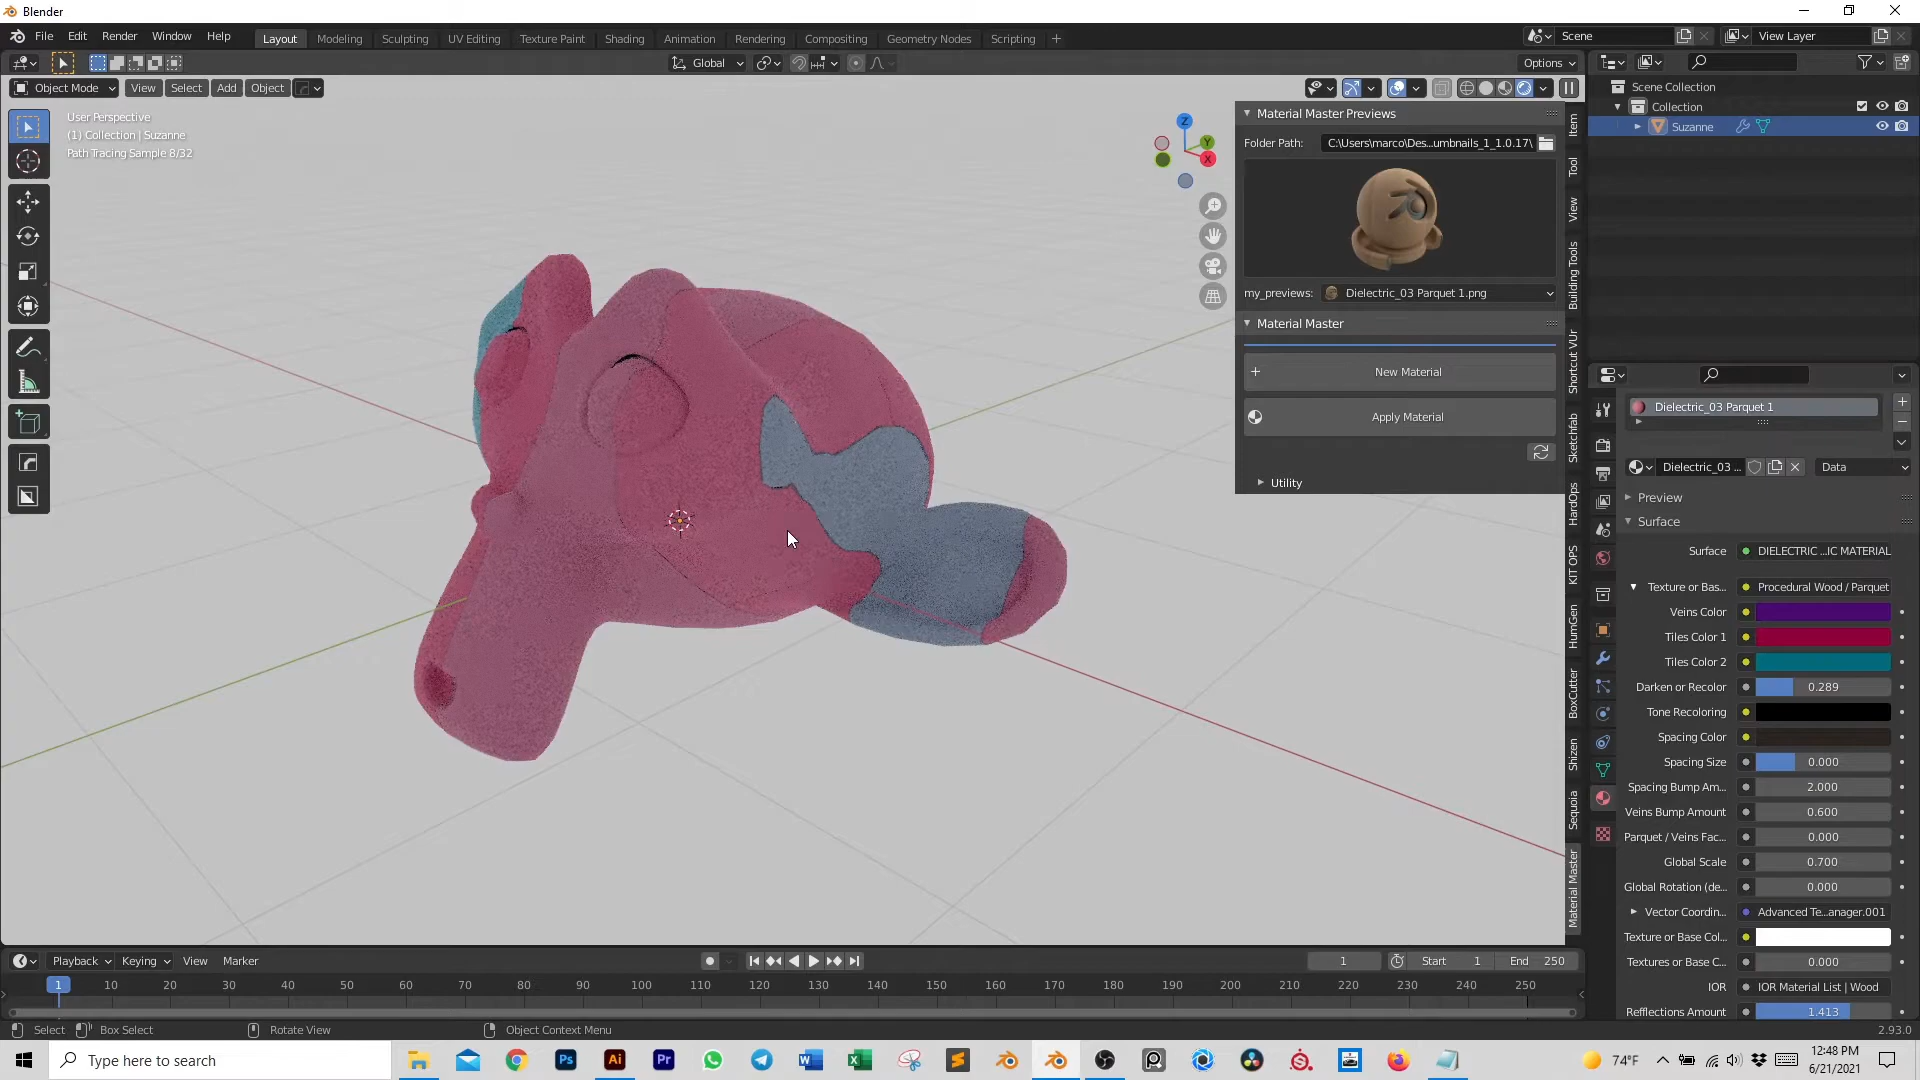 Blender
File Edit Render Window Help
Layout Modeling Sculpting UV Editing Texture Paint Shading Animation Rendering Compositing Geometry Nodes Scripting +
Scene
View Layer
Global
Options
Object Mode View Select Add Object
User Perspective
(1) Collection | Suzanne
Path Tracing Sample 8/32
Z
Y
X
Material Master Previews
Folder Path: C:\Users\marco\Des...umbnails_1_1.0.17\
my_previews: Dielectric_03 Parquet 1.png
Material Master
New Material
Apply Material
Utility
Item
Tool
View
Building Tools
Shortcut VUr
Sketchfab
HardOps
KIT OPS
HumGen
BoxCutter
Shizen
Sequoia
Material Master
Scene Collection
Collection
Suzanne
Dielectric_03 Parquet 1
Dielectric_03 ... Data
Preview
Surface
Surface DIELECTRIC ...IC MATERIAL
Texture or Bas... Procedural Wood / Parquet
Veins Color
Tiles Color 1
Tiles Color 2
Darken or Recolor 0.289
Tone Recoloring
Spacing Color
Spacing Size 0.000
Spacing Bump Am... 2.000
Veins Bump Amount 0.600
Parquet / Veins Fac... 0.000
Global Scale 0.700
Global Rotation (de... 0.000
Vector Coordin... Advanced Te...anager.001
Texture or Base Col...
Textures or Base C... 0.000
IOR IOR Material List | Wood
Refflections Amount 1.413
Playback Keying View Marker
1 Start 1 End 250
1 10 20 30 40 50 60 70 80 90 100 110 120 130 140 150 160 170 180 190 200 210 220 230 240 250
Select Box Select Rotate View Object Context Menu
2.93.0
Type here to search
Ps Ai Pr
74°F
12:48 PM
6/21/2021